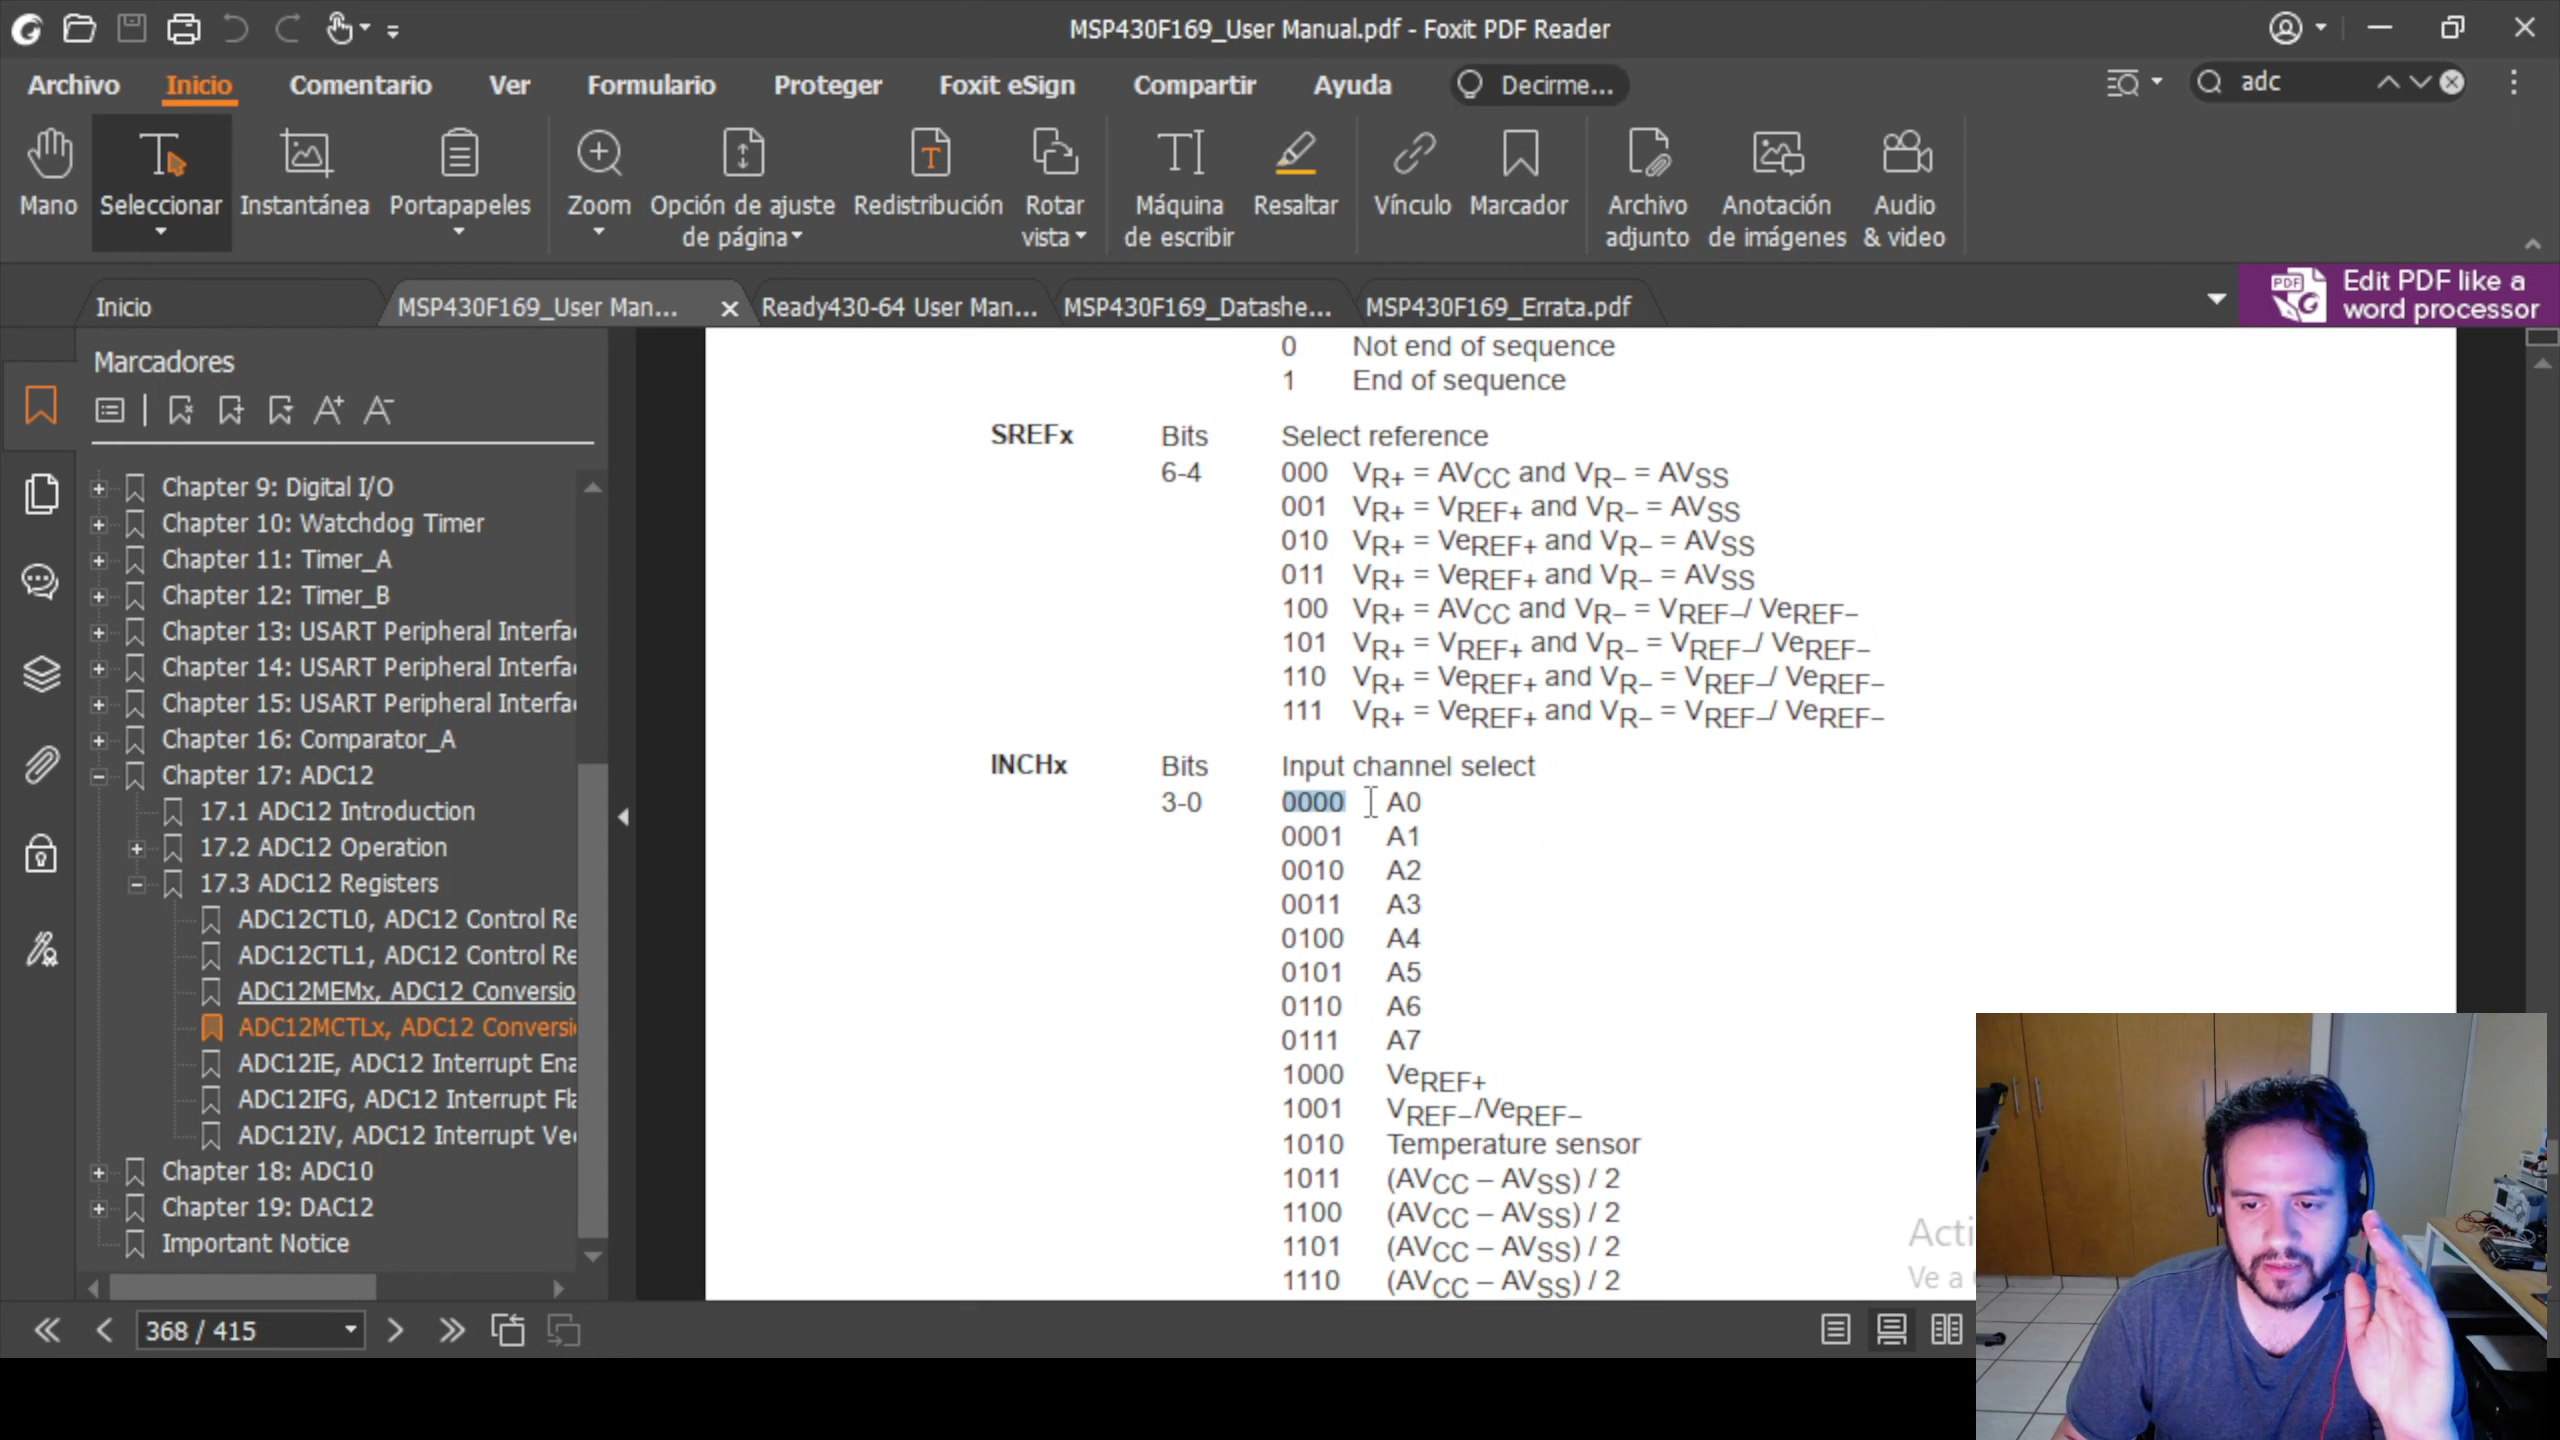 MSP430F169_User Manual.pdf - Foxit PDF Reader
Archivo Inicio Comentario Ver Formulario Proteger Foxit eSign Compartir Ayuda Decirme... adc
Mano Seleccionar Instantánea Portapapeles Zoom Opción de ajuste de página Redistribución Rotar vista Máquina de escribir Resaltar Vínculo Marcador Archivo adjunto Anotación de imágenes Audio & video
Inicio MSP430F169_User Man... Ready430-64 User Man... MSP430F169_Datashe... MSP430F169_Errata.pdf
Edit PDF like a
word processor
Marcadores
Chapter 9: Digital I/O
Chapter 10: Watchdog Timer
Chapter 11: Timer_A
Chapter 12: Timer_B
Chapter 13: USART Peripheral Interfa
Chapter 14: USART Peripheral Interfa
Chapter 15: USART Peripheral Interfa
Chapter 16: Comparator_A
Chapter 17: ADC12
17.1 ADC12 Introduction
17.2 ADC12 Operation
17.3 ADC12 Registers
ADC12CTL0, ADC12 Control Re
ADC12CTL1, ADC12 Control Re
ADC12MEMx, ADC12 Conversio
ADC12MCTLx, ADC12 Conversi
ADC12IE, ADC12 Interrupt Ena
ADC12IFG, ADC12 Interrupt Fla
ADC12IV, ADC12 Interrupt Ve
Chapter 18: ADC10
Chapter 19: DAC12
Important Notice
0 Not end of sequence
1 End of sequence
SREFx Bits Select reference
6-4 000 VR+ = AVCC and VR− = AVSS
001 VR+ = VREF+ and VR− = AVSS
010 VR+ = VeREF+ and VR− = AVSS
011 VR+ = VeREF+ and VR− = AVSS
100 VR+ = AVCC and VR− = VREF−/ VeREF−
101 VR+ = VREF+ and VR− = VREF−/ VeREF−
110 VR+ = VeREF+ and VR− = VREF−/ VeREF−
111 VR+ = VeREF+ and VR− = VREF−/ VeREF−
INCHx Bits Input channel select
3-0 0000 A0
0001 A1
0010 A2
0011 A3
0100 A4
0101 A5
0110 A6
0111 A7
1000 VeREF+
1001 VREF−/VeREF−
1010 Temperature sensor
1011 (AVCC – AVSS) / 2
1100 (AVCC – AVSS) / 2
1101 (AVCC – AVSS) / 2
1110 (AVCC – AVSS) / 2
Acti
Ve a
368 / 415